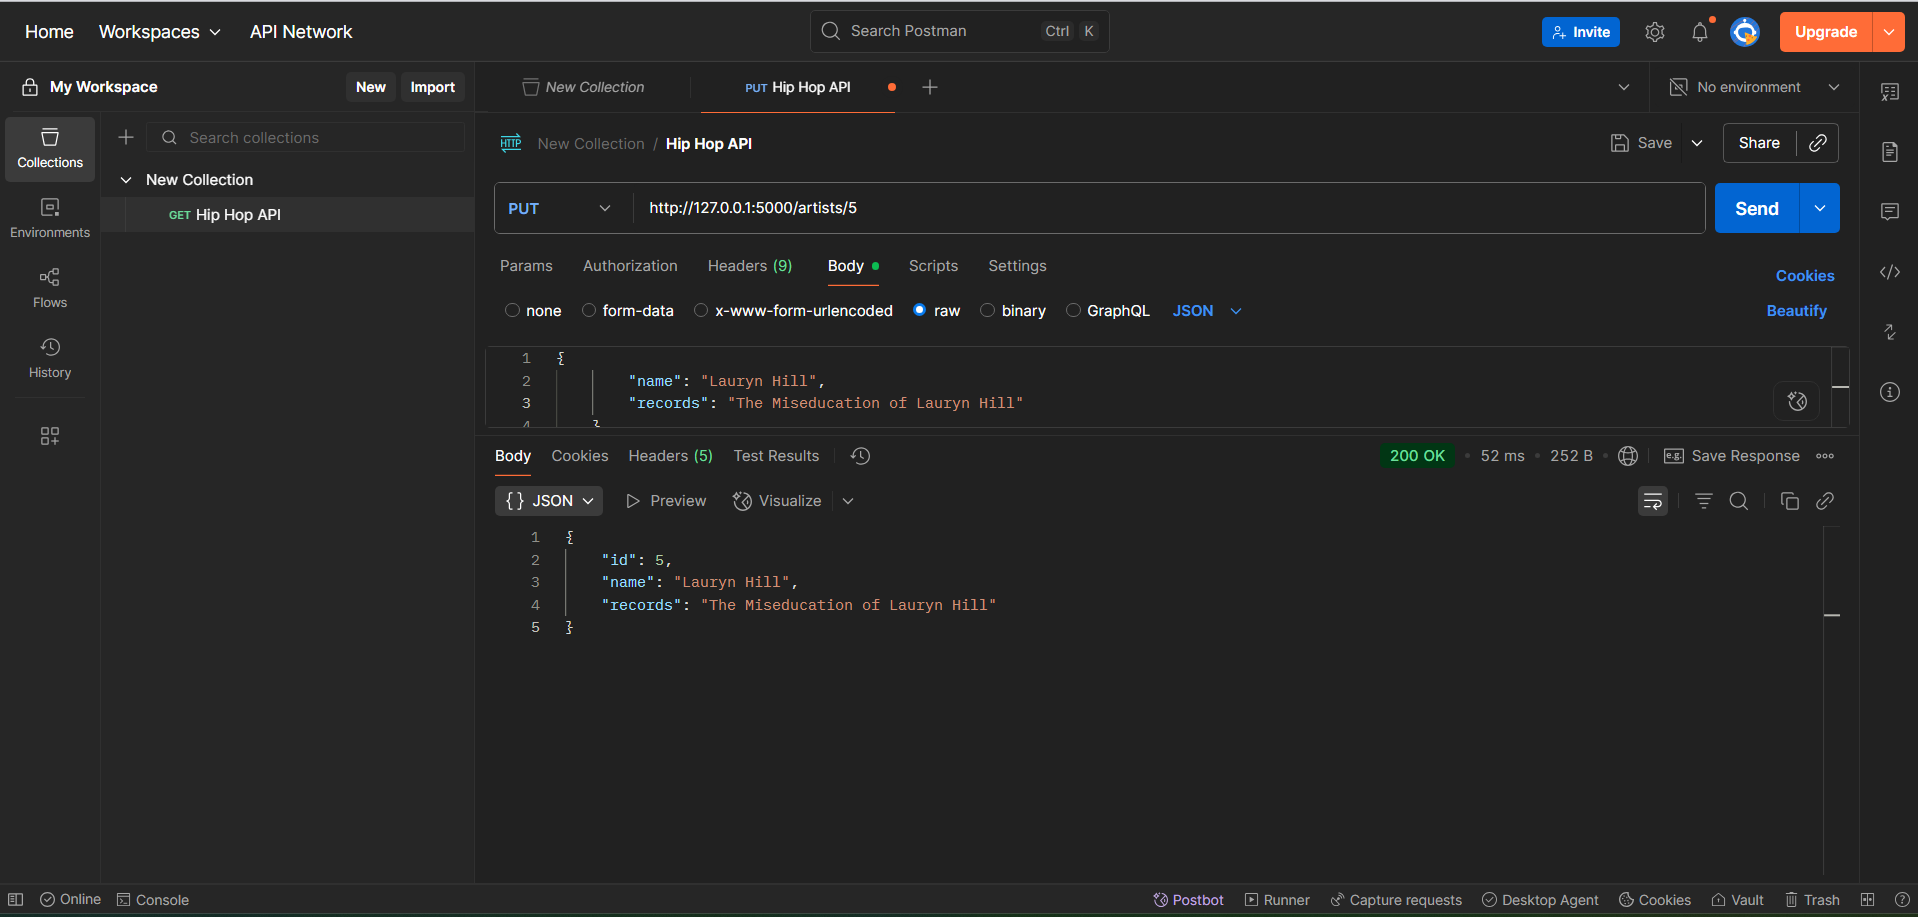 Home Workspaces API Network Search Postman Ctrl K Invite Upgrade
My Workspace New Import New Collection PUT Hip Hop API No environment
Collections Search collections
New Collection
GET Hip Hop API
Environments
Flows
History
HTTP New Collection / Hip Hop API Save Share
PUT http://127.0.0.1:5000/artists/5 Send
Params Authorization Headers (9) Body Scripts Settings Cookies
none form-data x-www-form-urlencoded raw binary GraphQL JSON Beautify
1 {
2 "name": "Lauryn Hill",
3 "records": "The Miseducation of Lauryn Hill"
4 }
Body Cookies Headers (5) Test Results 200 OK 52 ms 252 B e.g. Save Response
{} JSON Preview Visualize
1 {
2 "id": 5,
3 "name": "Lauryn Hill",
4 "records": "The Miseducation of Lauryn Hill"
5 }
Online Console Postbot Runner Capture requests Desktop Agent Cookies Vault Trash